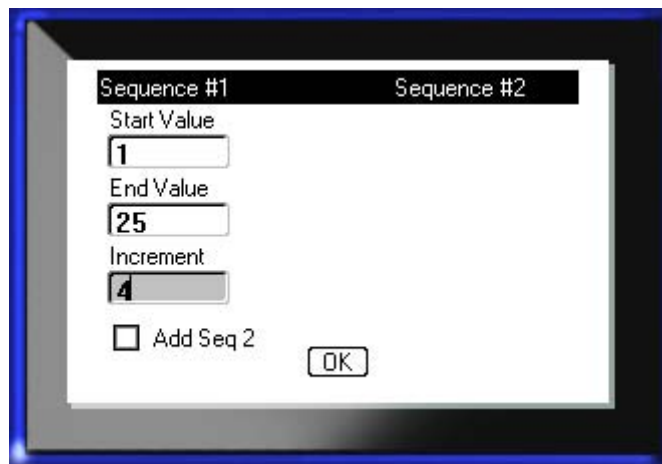 Sequence #1 Sequence #2
Start Value
1
End Value
25
Increment
4
Add Seq 2
OK